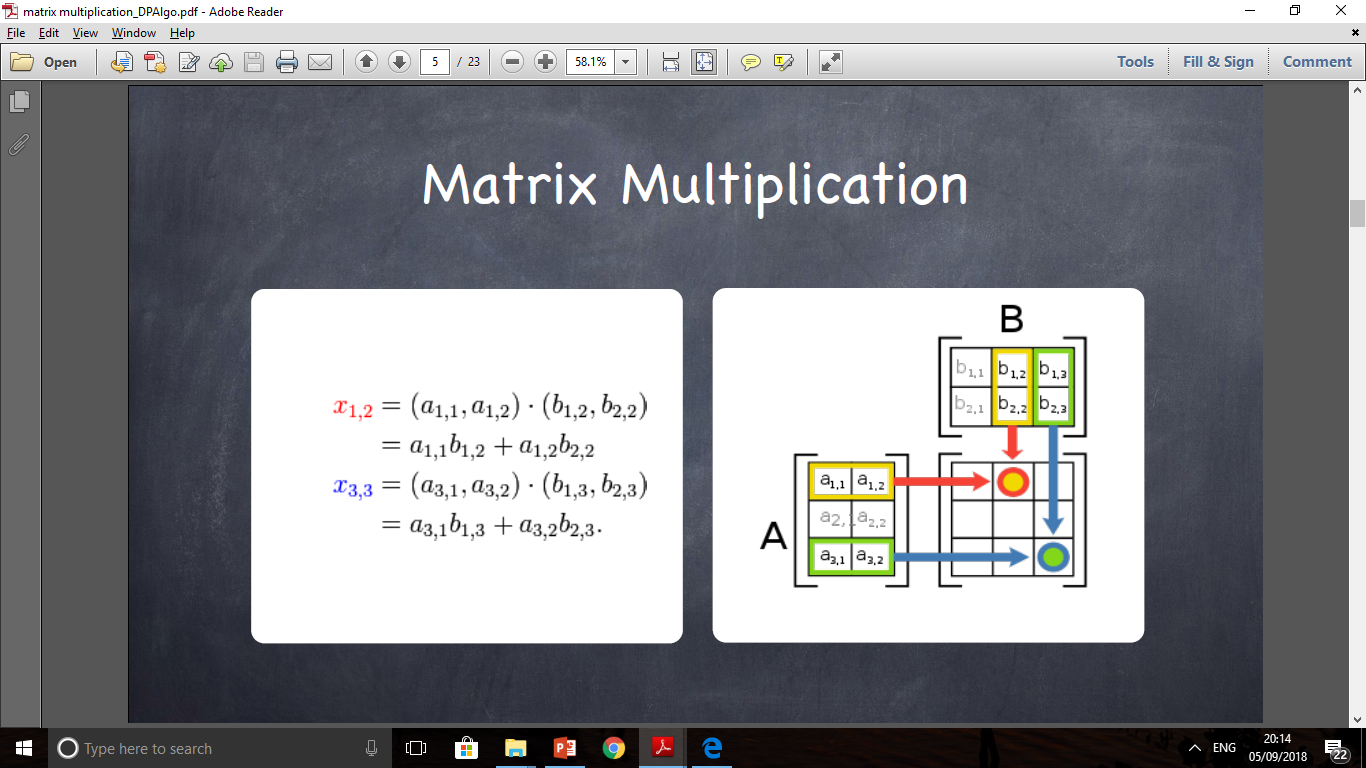 matrix multiplication_DPAlgo.pdf - Adobe Reader
File Edit View Window Help
Open 5 / 23 58.1% Tools Fill & Sign Comment
Matrix Multiplication
x1,2 = (a1,1, a1,2) · (b1,2, b2,2)
= a1,1b1,2 + a1,2b2,2
x3,3 = (a3,1, a3,2) · (b1,3, b2,3)
= a3,1b1,3 + a3,2b2,3.
B
b1,1 b1,2 b1,3
b2,1 b2,2 b2,3
A
a1,1 a1,2
a2,1 a2,2
a3,1 a3,2
Type here to search
ENG
20:14
05/09/2018
22